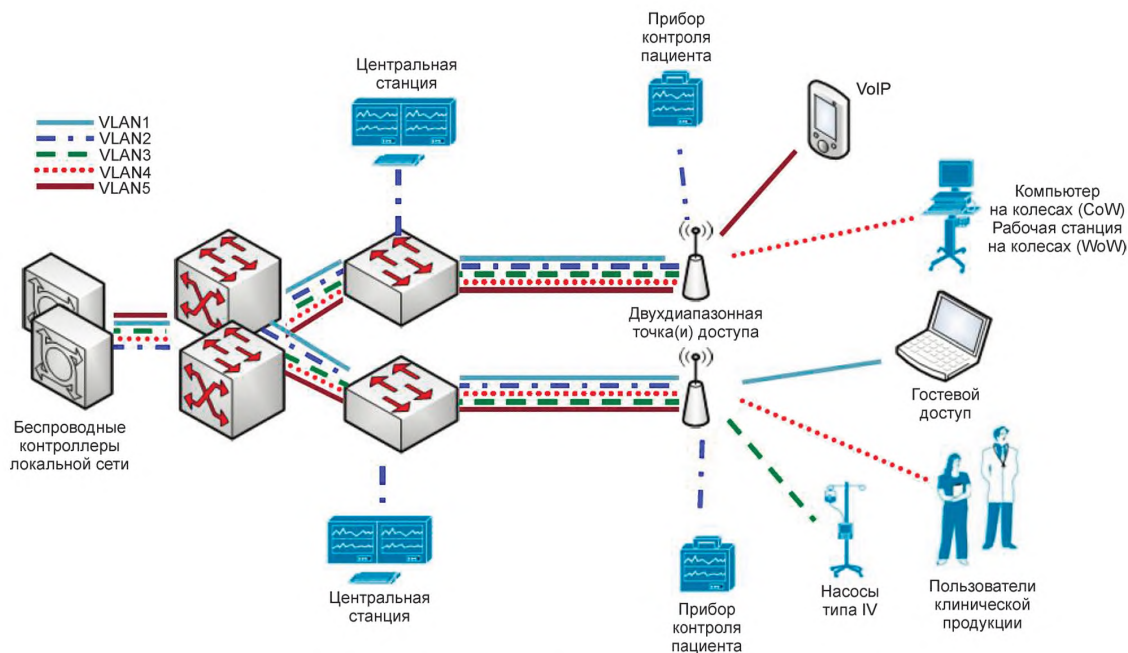 Прибор
контроля
пациента
Центральная
станция
VoIP
VLAN1
VLAN2
VLAN3
VLAN4
VLAN5
Компьютер
на колесах (CoW)
Рабочая станция
на колесах (WoW)
Двухдиапазонная
точка(и) доступа
Гостевой
доступ
Беспроводные
контроллеры
локальной сети
Центральная
станция
Прибор
контроля
пациента
Насосы
типа IV
Пользователи
клинической
продукции